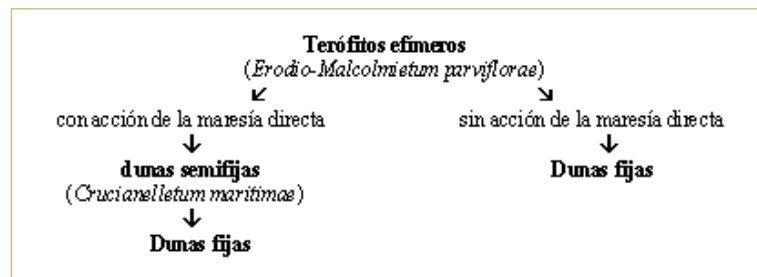 Terófitos efímeros
(Erodio-Malcolmietum parviflorae)
↙ ↘
con acción de la maresía directa sin acción de la maresía directa
↓ ↓
dunas semifijas Dunas fijas
(Crucianelletum maritimae)
↓
Dunas fijas